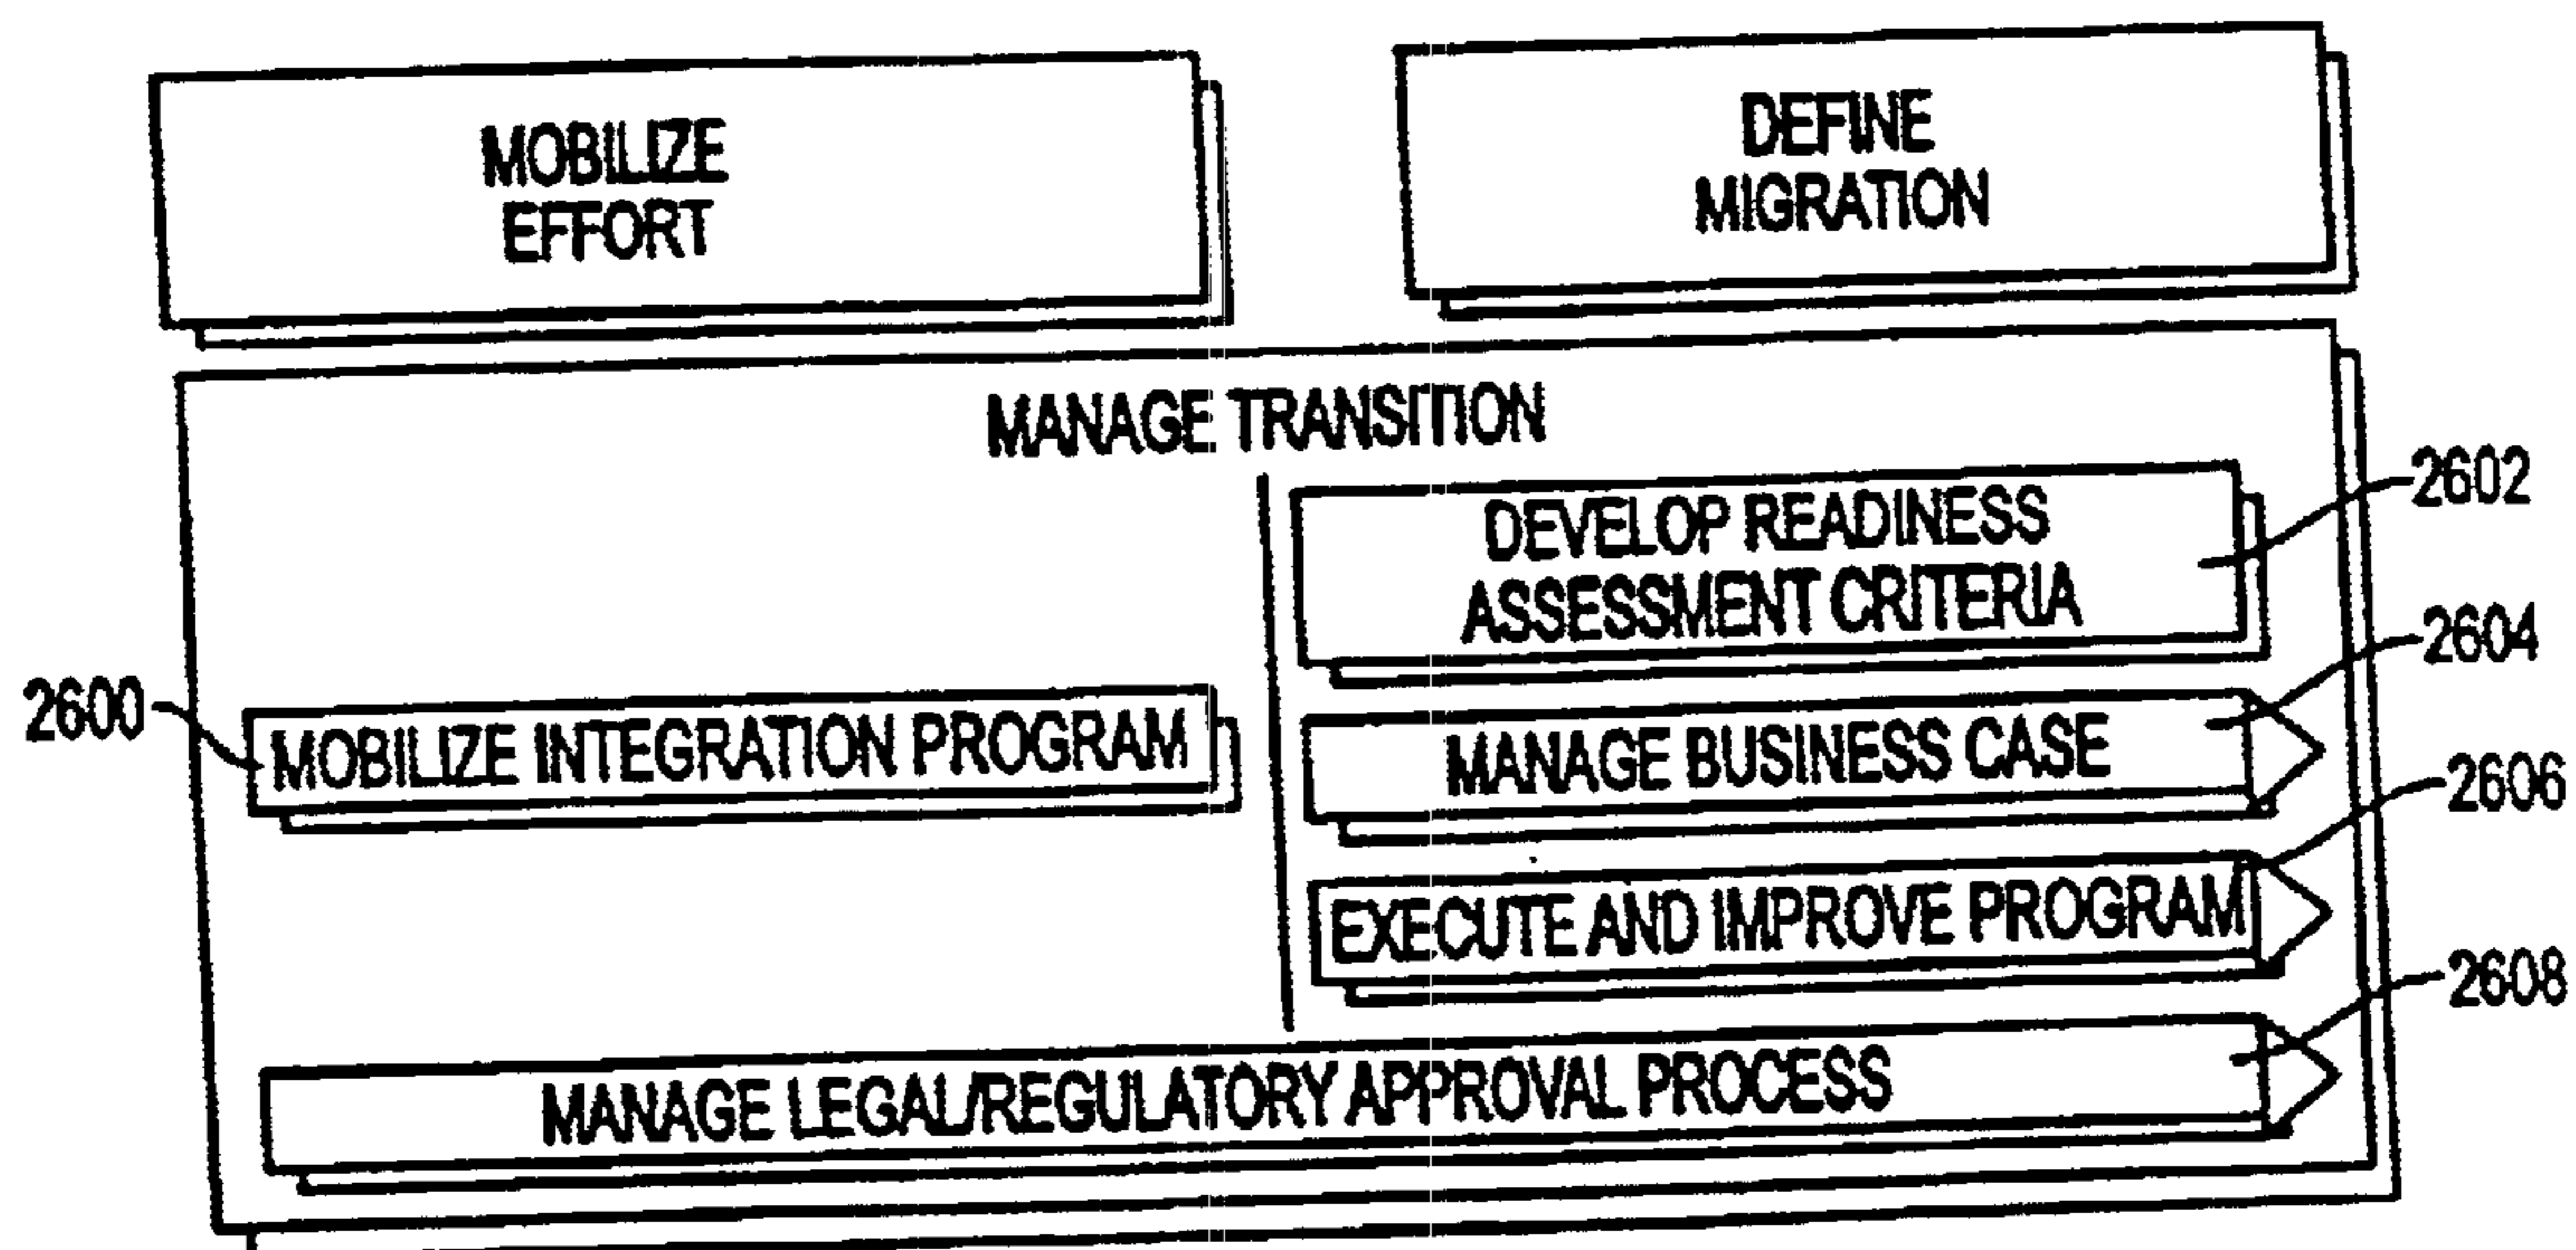 MOBILIZE
EFFORT
DEFINE
MIGRATION
MANAGE TRANSITION
2602
DEVELOP READINESS
ASSESSMENT CRITERIA
2604
2600
MOBILIZE INTEGRATION PROGRAM
MANAGE BUSINESS CASE
2606
EXECUTE AND IMPROVE PROGRAM
2608
MANAGE LEGAL/REGULATORY APPROVAL PROCESS